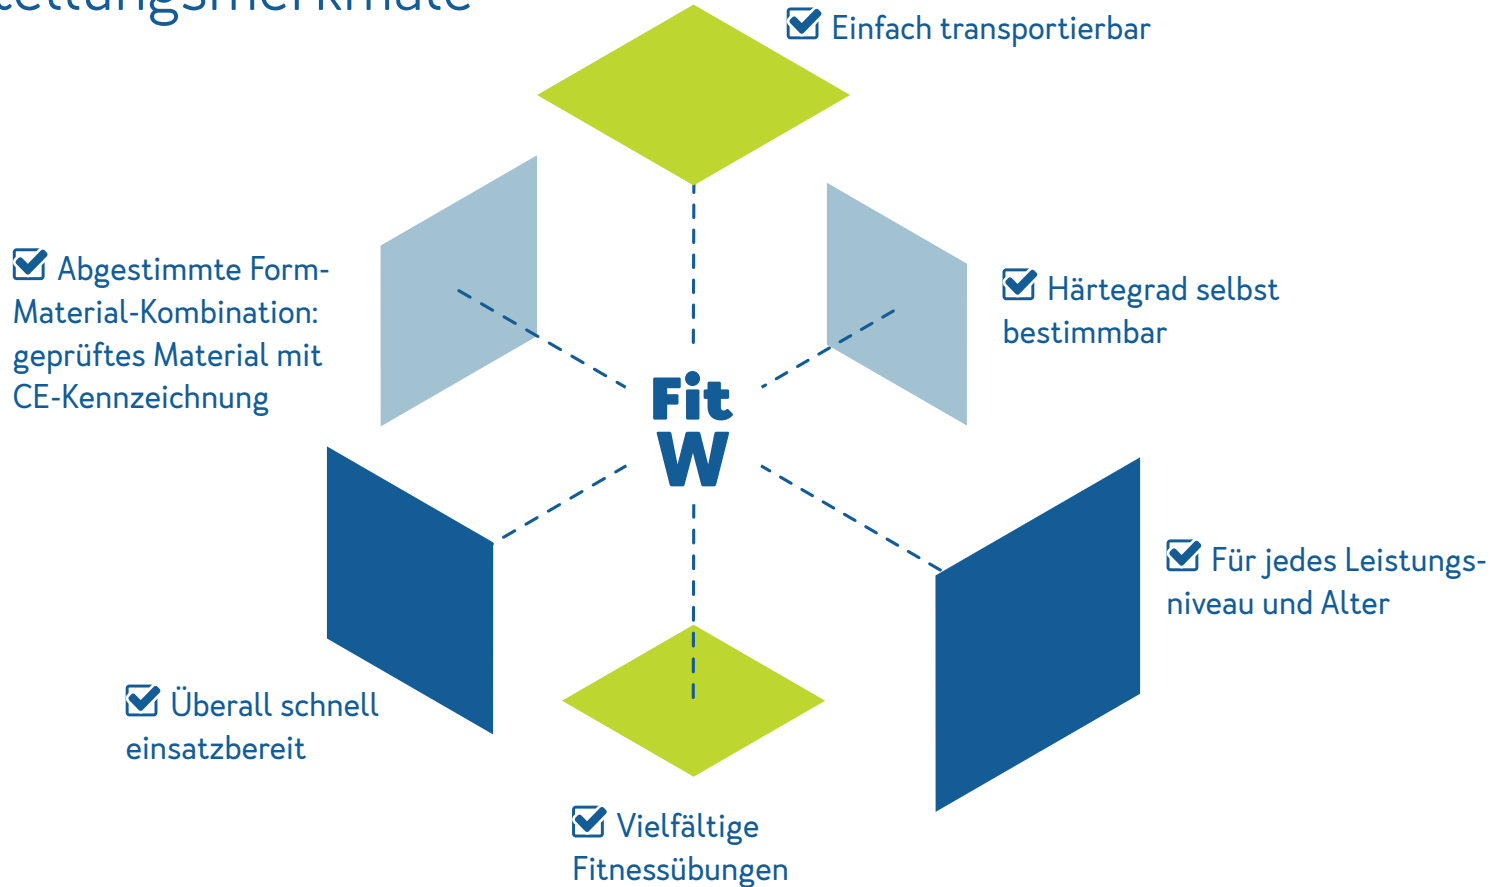 tellungsmerkmale
Einfach transportierbar
Abgestimmte Form-
Material-Kombination:
geprüftes Material mit
CE-Kennzeichnung
Härtegrad selbst
bestimmbar
Fit
W
Für jedes Leistungs-
niveau und Alter
Überall schnell
einsatzbereit
Vielfältige
Fitnessübungen